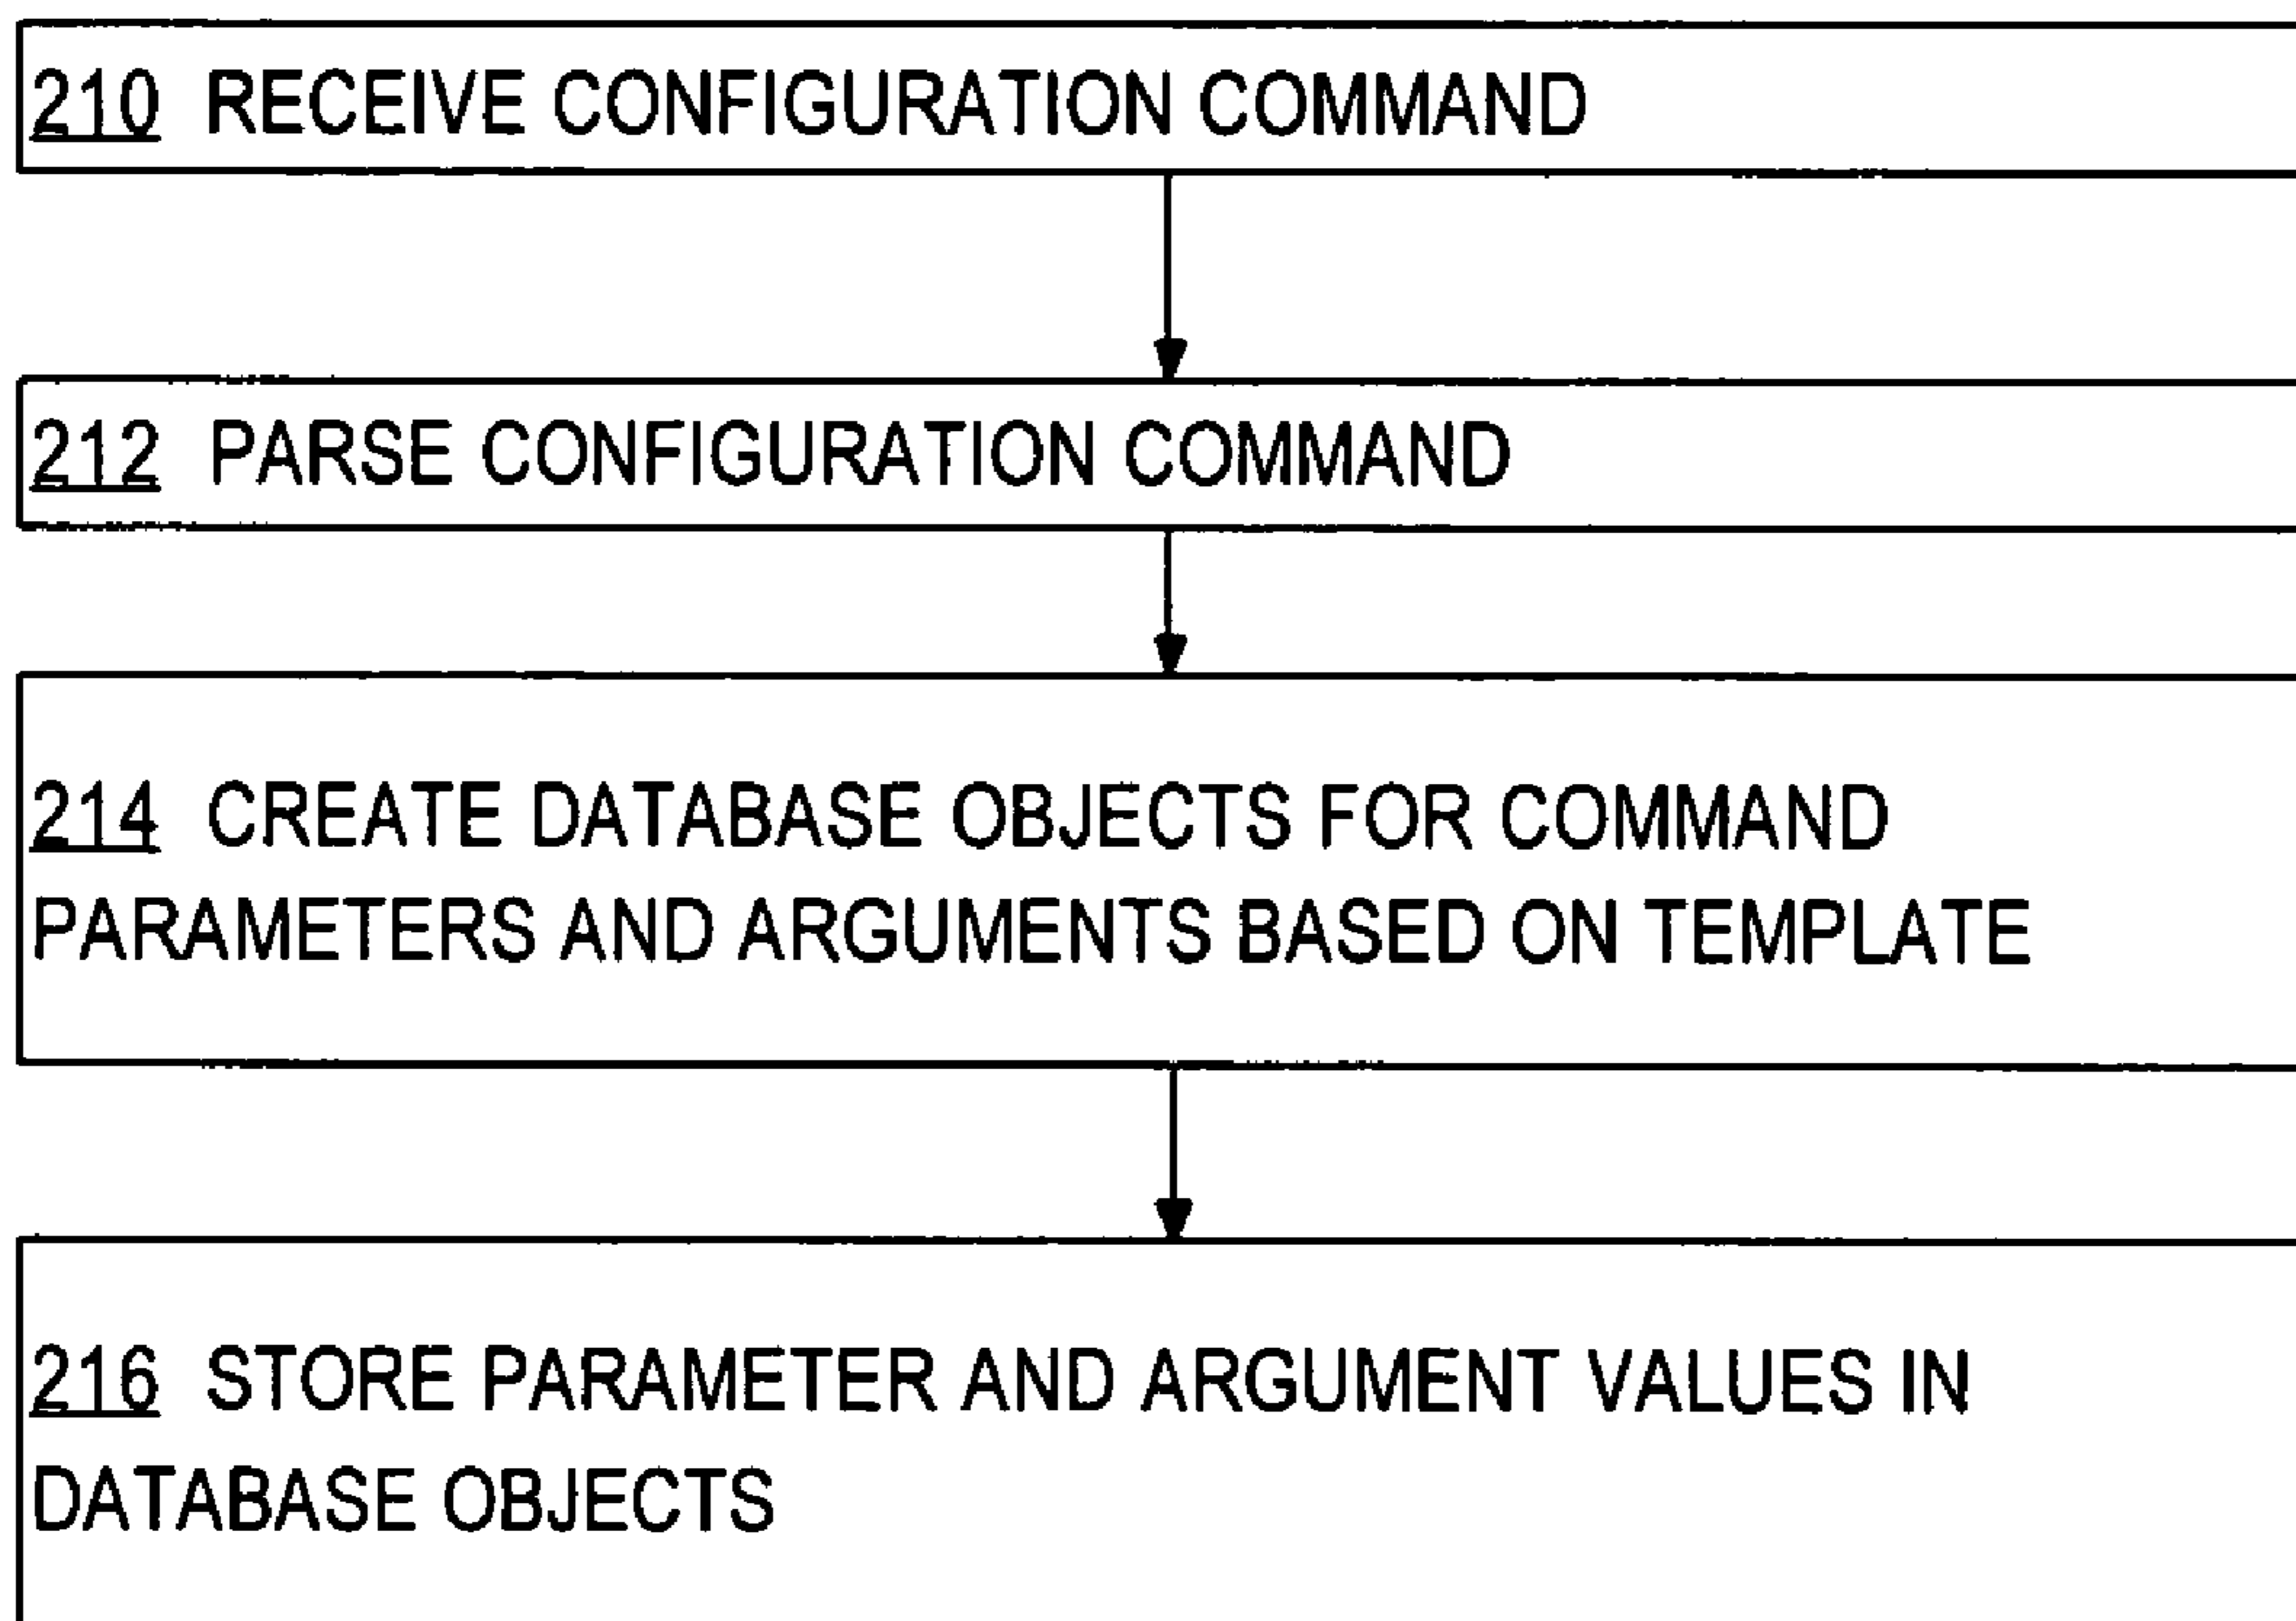 210 RECEIVE CONFIGURATION COMMAND
212 PARSE CONFIGURATION COMMAND
214 CREATE DATABASE OBJECTS FOR COMMAND
PARAMETERS AND ARGUMENTS BASED ON TEMPLATE
216 STORE PARAMETER AND ARGUMENT VALUES IN
DATABASE OBJECTS